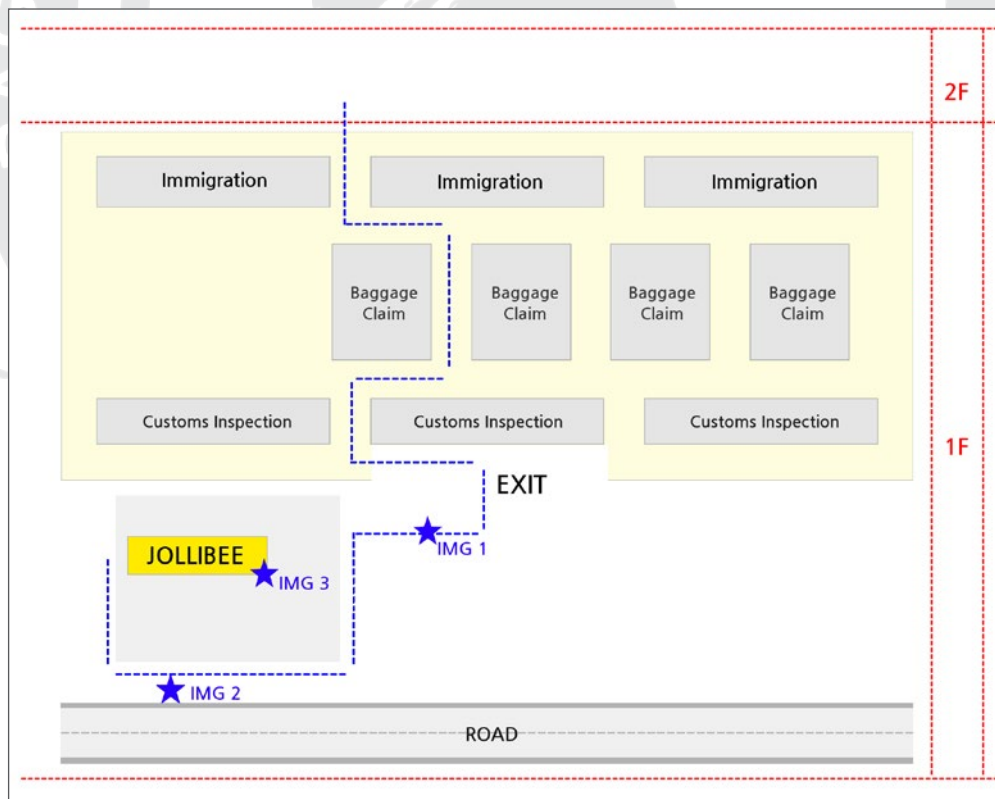 2F
Immigration
Immigration
Immigration
Baggage
Claim
Baggage
Claim
Baggage
Claim
Baggage
Claim
Customs Inspection
Customs Inspection
Customs Inspection
1F
EXIT
IMG 1
JOLLIBEE
IMG 3
IMG 2
ROAD